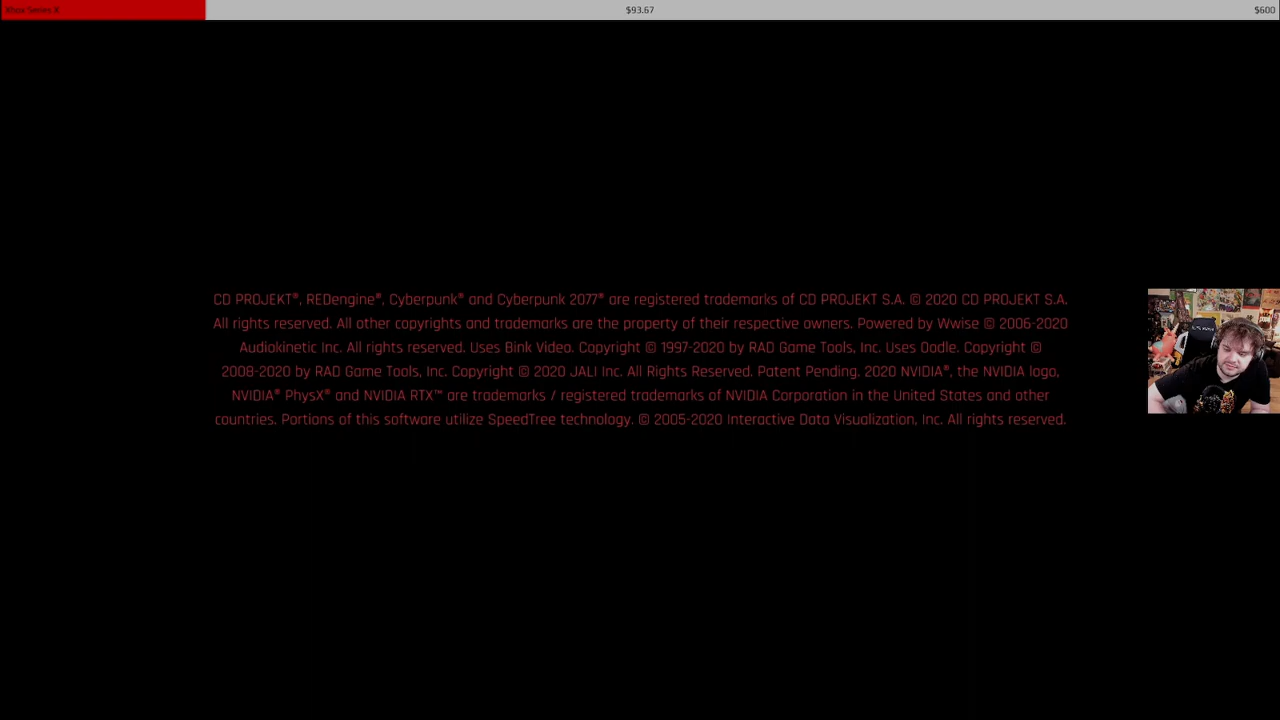 Xbox Series X
$93.67
$600
CD PROJEKT®, REDengine®, Cyberpunk® and Cyberpunk 2077® are registered trademarks of CD PROJEKT S.A. © 2020 CD PROJEKT S.A.
All rights reserved. All other copyrights and trademarks are the property of their respective owners. Powered by Wwise © 2006-2020
Audiokinetic Inc. All rights reserved. Uses Bink Video. Copyright © 1997-2020 by RAD Game Tools, Inc. Uses Oodle. Copyright ©
2008-2020 by RAD Game Tools, Inc. Copyright © 2020 JALI Inc. All Rights Reserved. Patent Pending. 2020 NVIDIA®, the NVIDIA logo,
NVIDIA® PhysX® and NVIDIA RTX™ are trademarks / registered trademarks of NVIDIA Corporation in the United States and other
countries. Portions of this software utilize SpeedTree technology. © 2005-2020 Interactive Data Visualization, Inc. All rights reserved.